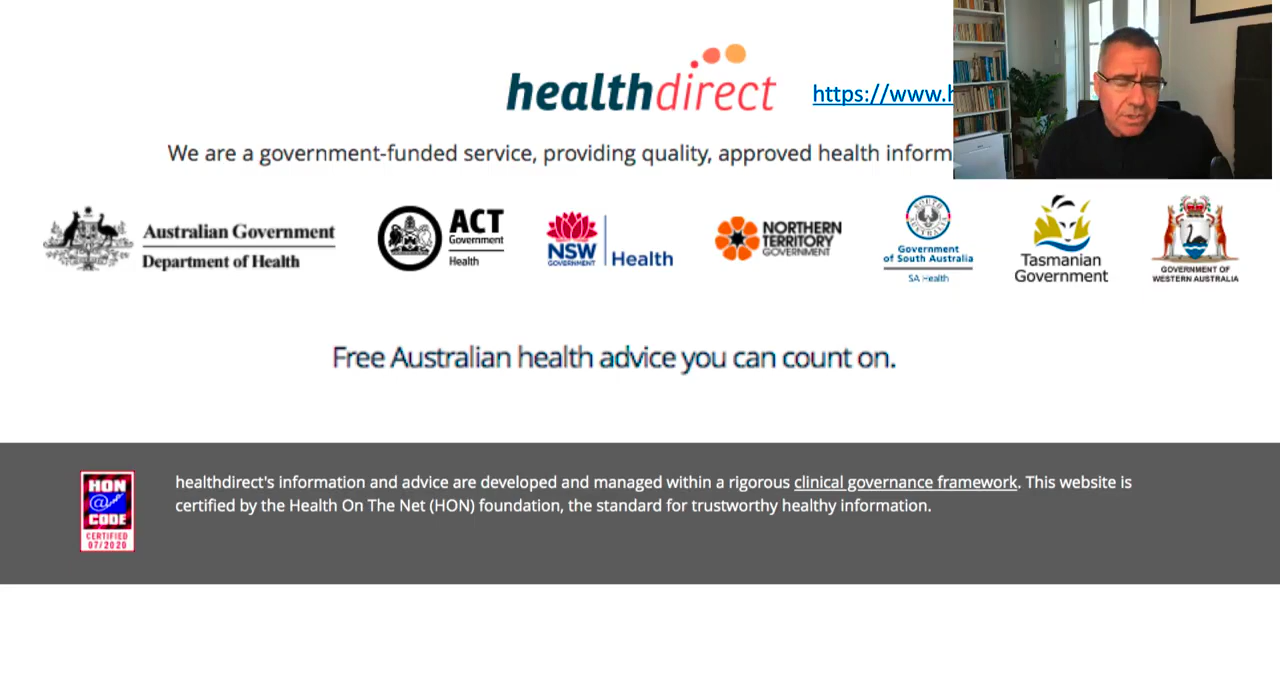 healthdirect
https://www.h
We are a government-funded service, providing quality, approved health inform
Australian Government
Department of Health
ACT
Government
Health
NSW
GOVERNMENT
Health
NORTHERN
TERRITORY
GOVERNMENT
SOUTH AUSTRALIA
Government
of South Australia
SA Health
Tasmanian
Government
GOVERNMENT OF
WESTERN AUSTRALIA
Free Australian health advice you can count on.
HON
@
CODE
CERTIFIED
07/2020
healthdirect's information and advice are developed and managed within a rigorous clinical governance framework. This website is
certified by the Health On The Net (HON) foundation, the standard for trustworthy healthy information.